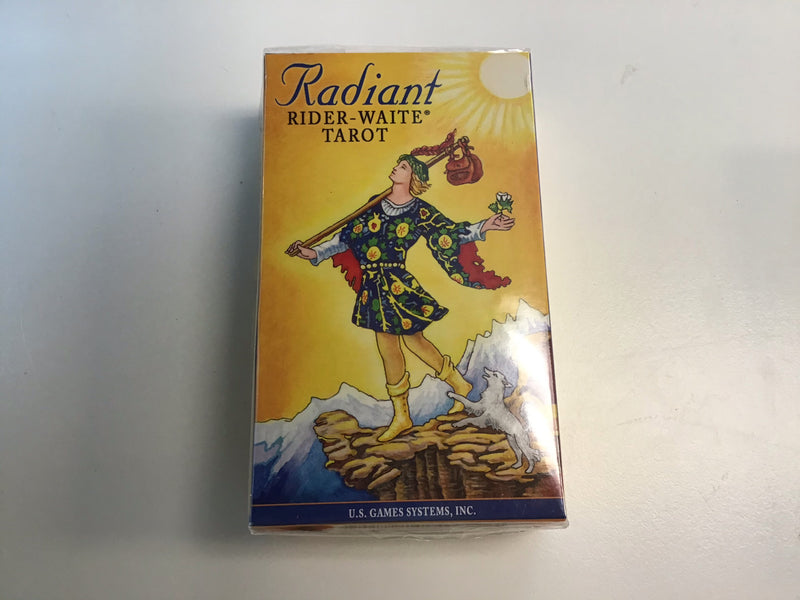 Radiant
RIDER-WAITE®
TAROT
U.S. GAMES SYSTEMS, INC.